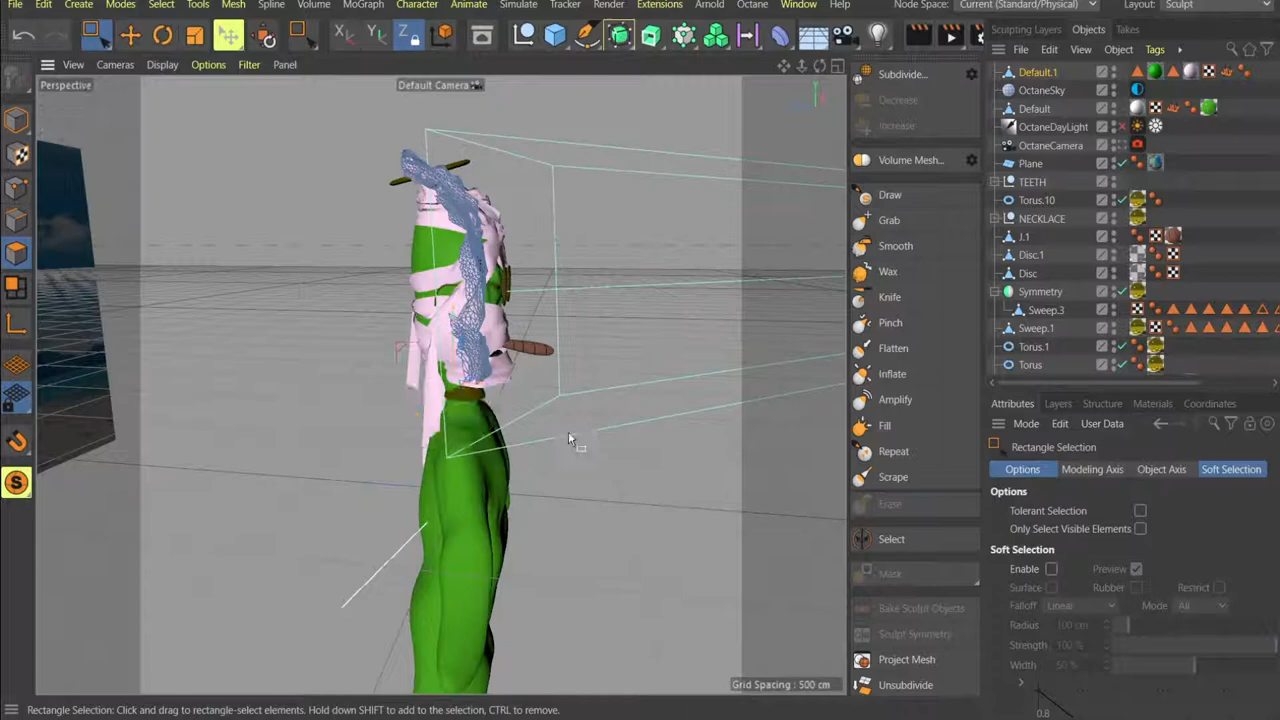 File Edit Create Modes Select Tools Mesh Spline Volume MoGraph Character Animate Simulate Tracker Render Extensions Arnold Octane Window Help Node Space: Current (Standard/Physical) Layout: Sculpt
X Y Z
Sculpting Layers Objects Takes
File Edit View Object Tags
View Cameras Display Options Filter Panel
Perspective
Default Camera
Subdivide...
Decrease
Increase
Volume Mesh...
Draw
Grab
Smooth
Wax
Knife
Pinch
Flatten
Inflate
Amplify
Fill
Repeat
Scrape
Erase
Select
Mask
Bake Sculpt Objects
Sculpt Symmetry
Project Mesh
Unsubdivide
Default.1
OctaneSky
Default
OctaneDayLight
OctaneCamera
Plane
TEETH
Torus.10
NECKLACE
J.1
Disc.1
Disc
Symmetry
Sweep.3
Sweep.1
Torus.1
Torus
Attributes Layers Structure Materials Coordinates
Mode Edit User Data
Rectangle Selection
Options Modeling Axis Object Axis Soft Selection
Options
Tolerant Selection
Only Select Visible Elements
Soft Selection
Enable Preview
Surface Rubber Restrict
Falloff Linear Mode All
Radius 100 cm
Strength 100 %
Width 50 %
0.8
Grid Spacing : 500 cm
S
Rectangle Selection: Click and drag to rectangle-select elements. Hold down SHIFT to add to the selection, CTRL to remove.